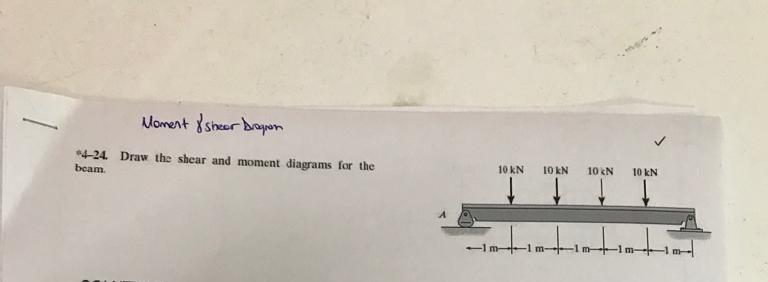 Moment & shear Diagram
*4–24. Draw the shear and moment diagrams for the
beam.
10 kN 10 kN 10 kN 10 kN
A
1 m 1 m 1 m 1 m 1 m